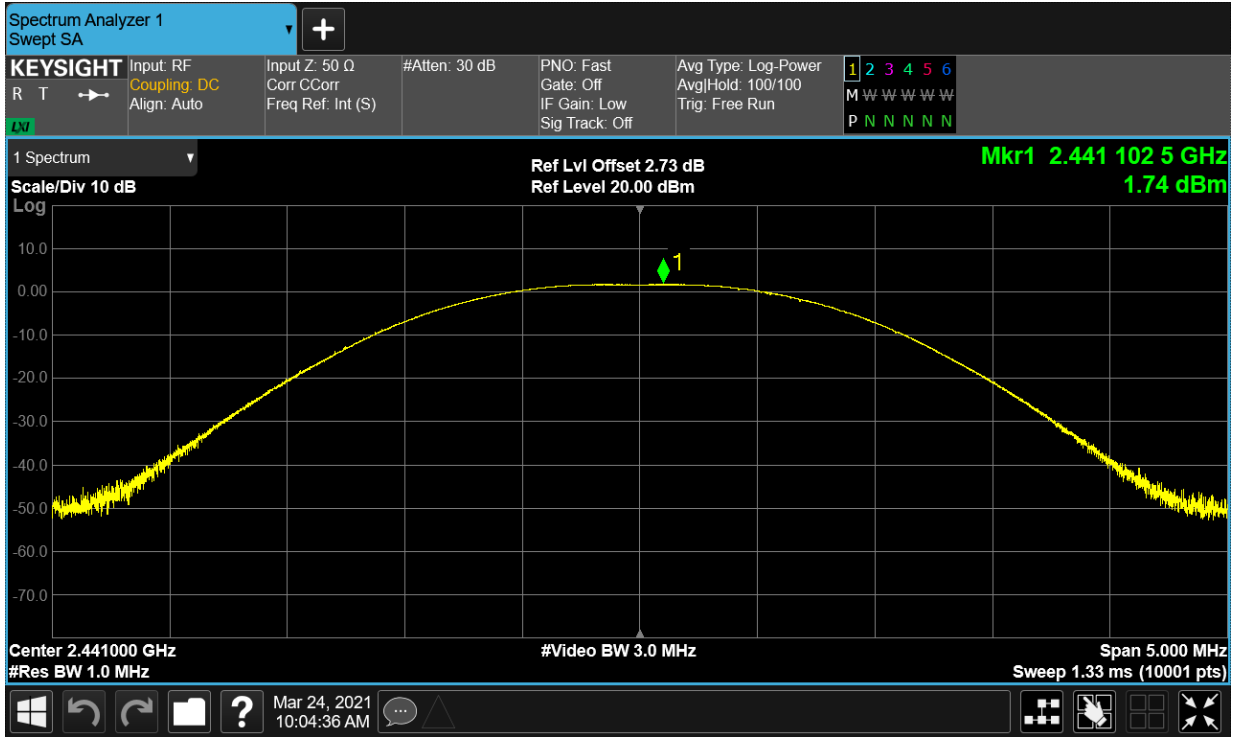 Spectrum Analyzer 1
Swept SA
▼
+
KEYSIGHT
R T
LXI
Input: RF
Coupling: DC
Align: Auto
Input Z: 50 Ω
Corr CCorr
Freq Ref: Int (S)
#Atten: 30 dB
PNO: Fast
Gate: Off
IF Gain: Low
Sig Track: Off
Avg Type: Log-Power
Avg|Hold: 100/100
Trig: Free Run
1 2 3 4 5 6
M W W W W W
P N N N N N
1 Spectrum ▼
Scale/Div 10 dB
Log
Ref Lvl Offset 2.73 dB
Ref Level 20.00 dBm
Mkr1 2.441 102 5 GHz
1.74 dBm
1
10.0
0.00
-10.0
-20.0
-30.0
-40.0
-50.0
-60.0
-70.0
Center 2.441000 GHz
#Res BW 1.0 MHz
#Video BW 3.0 MHz
Span 5.000 MHz
Sweep 1.33 ms (10001 pts)
?
Mar 24, 2021
10:04:36 AM